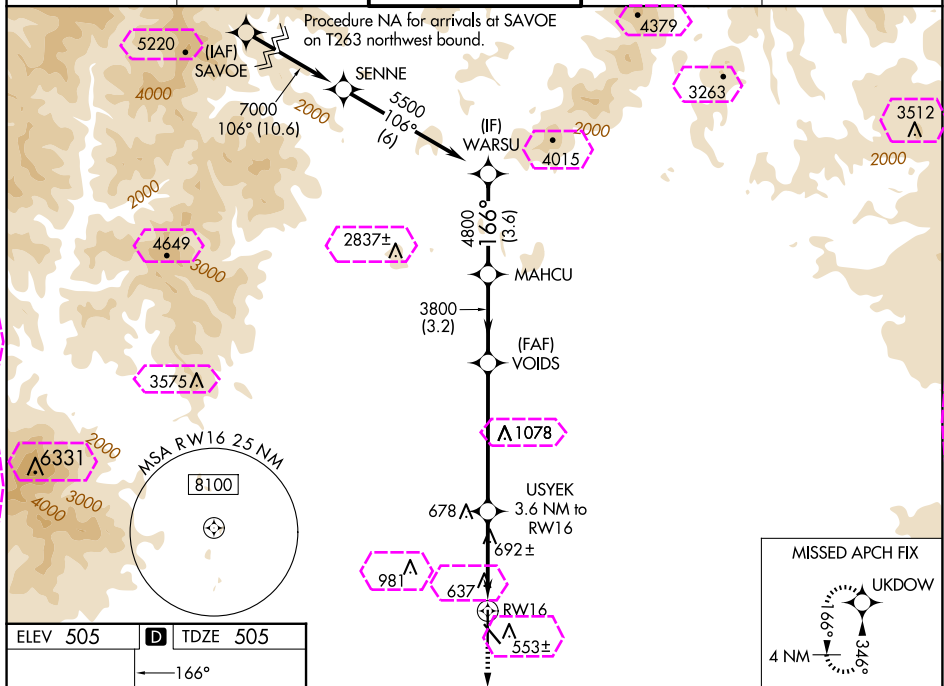 Procedure NA for arrivals at SAVOE
on T263 northwest bound.
5220
(IAF)
SAVOE
4000
7000
106° (10.6)
2000
SENNE
5500
106°
(6)
(IF)
WARSU
4015
2000
4379
3263
3512
2000
2000
4649
3000
2837±
4800
166°
(3.6)
MAHCU
3800
(3.2)
(FAF)
VOIDS
3575
1078
6331
2000
3000
4000
MSA RW16 25 NM
8100
678
USYEK
3.6 NM to
RW16
692±
981
637
RW16
553±
MISSED APCH FIX
UKDOW
166°
346°
4 NM
ELEV 505
D
TDZE 505
166°